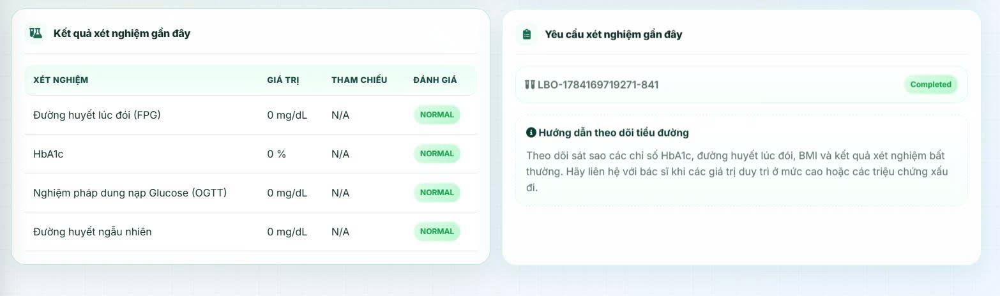 Kết quả xét nghiệm gần đây
XÉT NGHIỆM GIÁ TRỊ THAM CHIẾU ĐÁNH GIÁ
Đường huyết lúc đói (FPG) 0 mg/dL N/A NORMAL
HbA1c 0 % N/A NORMAL
Nghiệm pháp dung nạp Glucose (OGTT) 0 mg/dL N/A NORMAL
Đường huyết ngẫu nhiên 0 mg/dL N/A NORMAL
Yêu cầu xét nghiệm gần đây
LBO-1784169719271-841 Completed
Hướng dẫn theo dõi tiểu đường
Theo dõi sát sao các chỉ số HbA1c, đường huyết lúc đói, BMI và kết quả xét nghiệm bất
thường. Hãy liên hệ với bác sĩ khi các giá trị duy trì ở mức cao hoặc các triệu chứng xấu
đi.